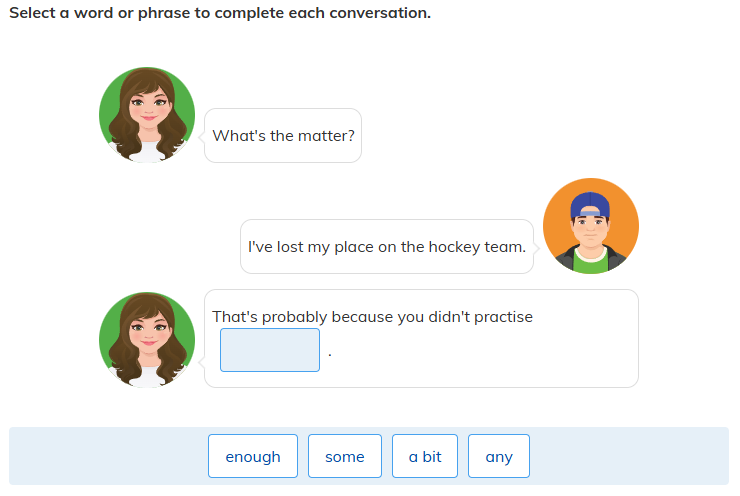 Select a word or phrase to complete each conversation.
What's the matter?
I've lost my place on the hockey team.
That's probably because you didn't practise
.
enough some a bit any